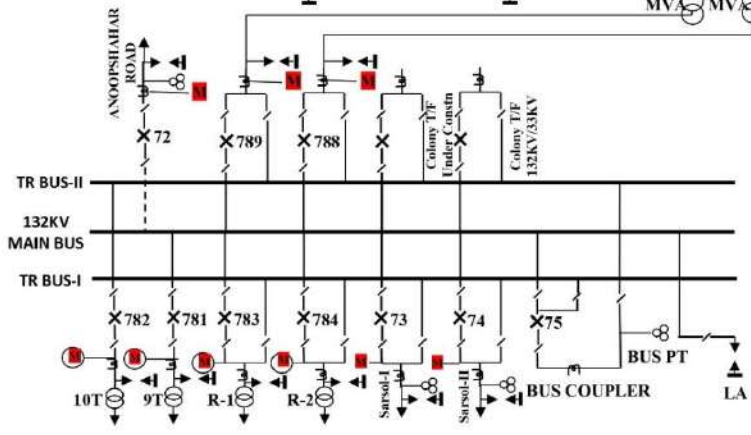 MVA
MVA
ANOOPSHAHAR
ROAD
M
M
M
72
789
788
Colony T/F
Under Constn
Colony T/F
132KV/33KV
TR BUS-II
132KV
MAIN BUS
TR BUS-I
782
781
783
784
73
74
75
M
M
M
M
M
M
BUS PT
10T
9T
R-1
R-2
Sarsol-I
Sarsol-II
BUS COUPLER
LA